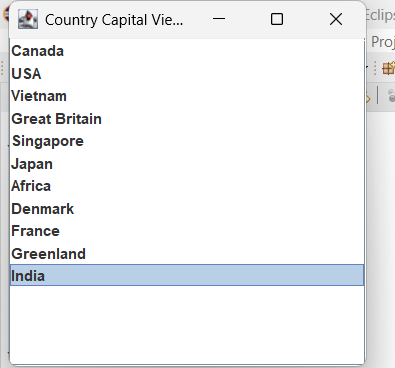 Country Capital Vie...
Eclips
Proj
Canada
USA
Vietnam
Great Britain
Singapore
Japan
Africa
Denmark
France
Greenland
India